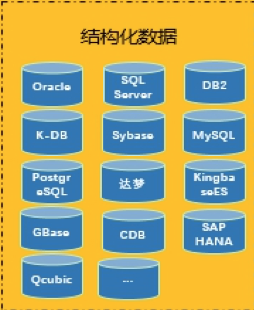 结构化数据
Oracle
SQL
Server
DB2
K-DB
Sybase
MySQL
Postgr
eSQL
达梦
Kingba
seES
GBase
CDB
SAP
HANA
Qcubic
...